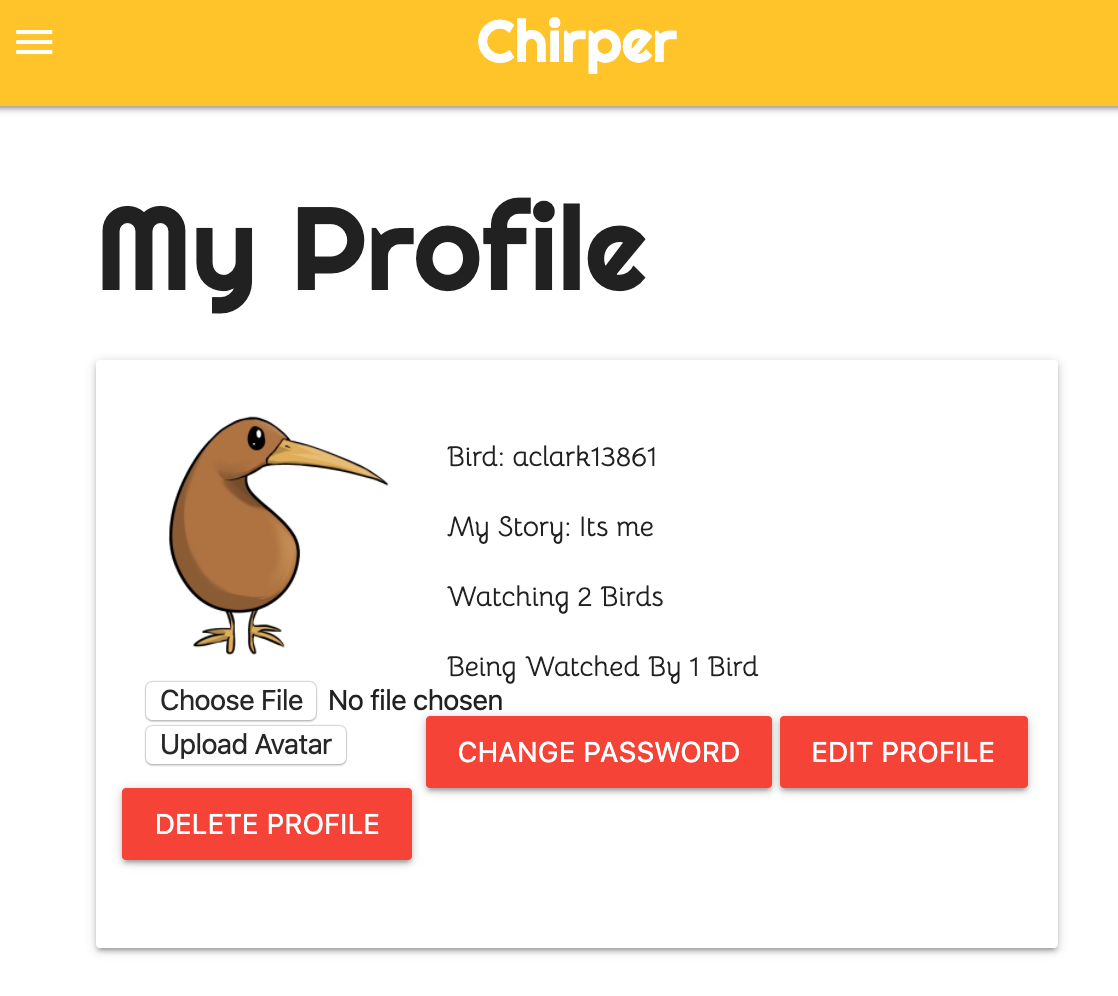 Chirper
My Profile
Bird: aclark13861
My Story: Its me
Watching 2 Birds
Being Watched By 1 Bird
Choose File No file chosen
Upload Avatar
CHANGE PASSWORD EDIT PROFILE
DELETE PROFILE